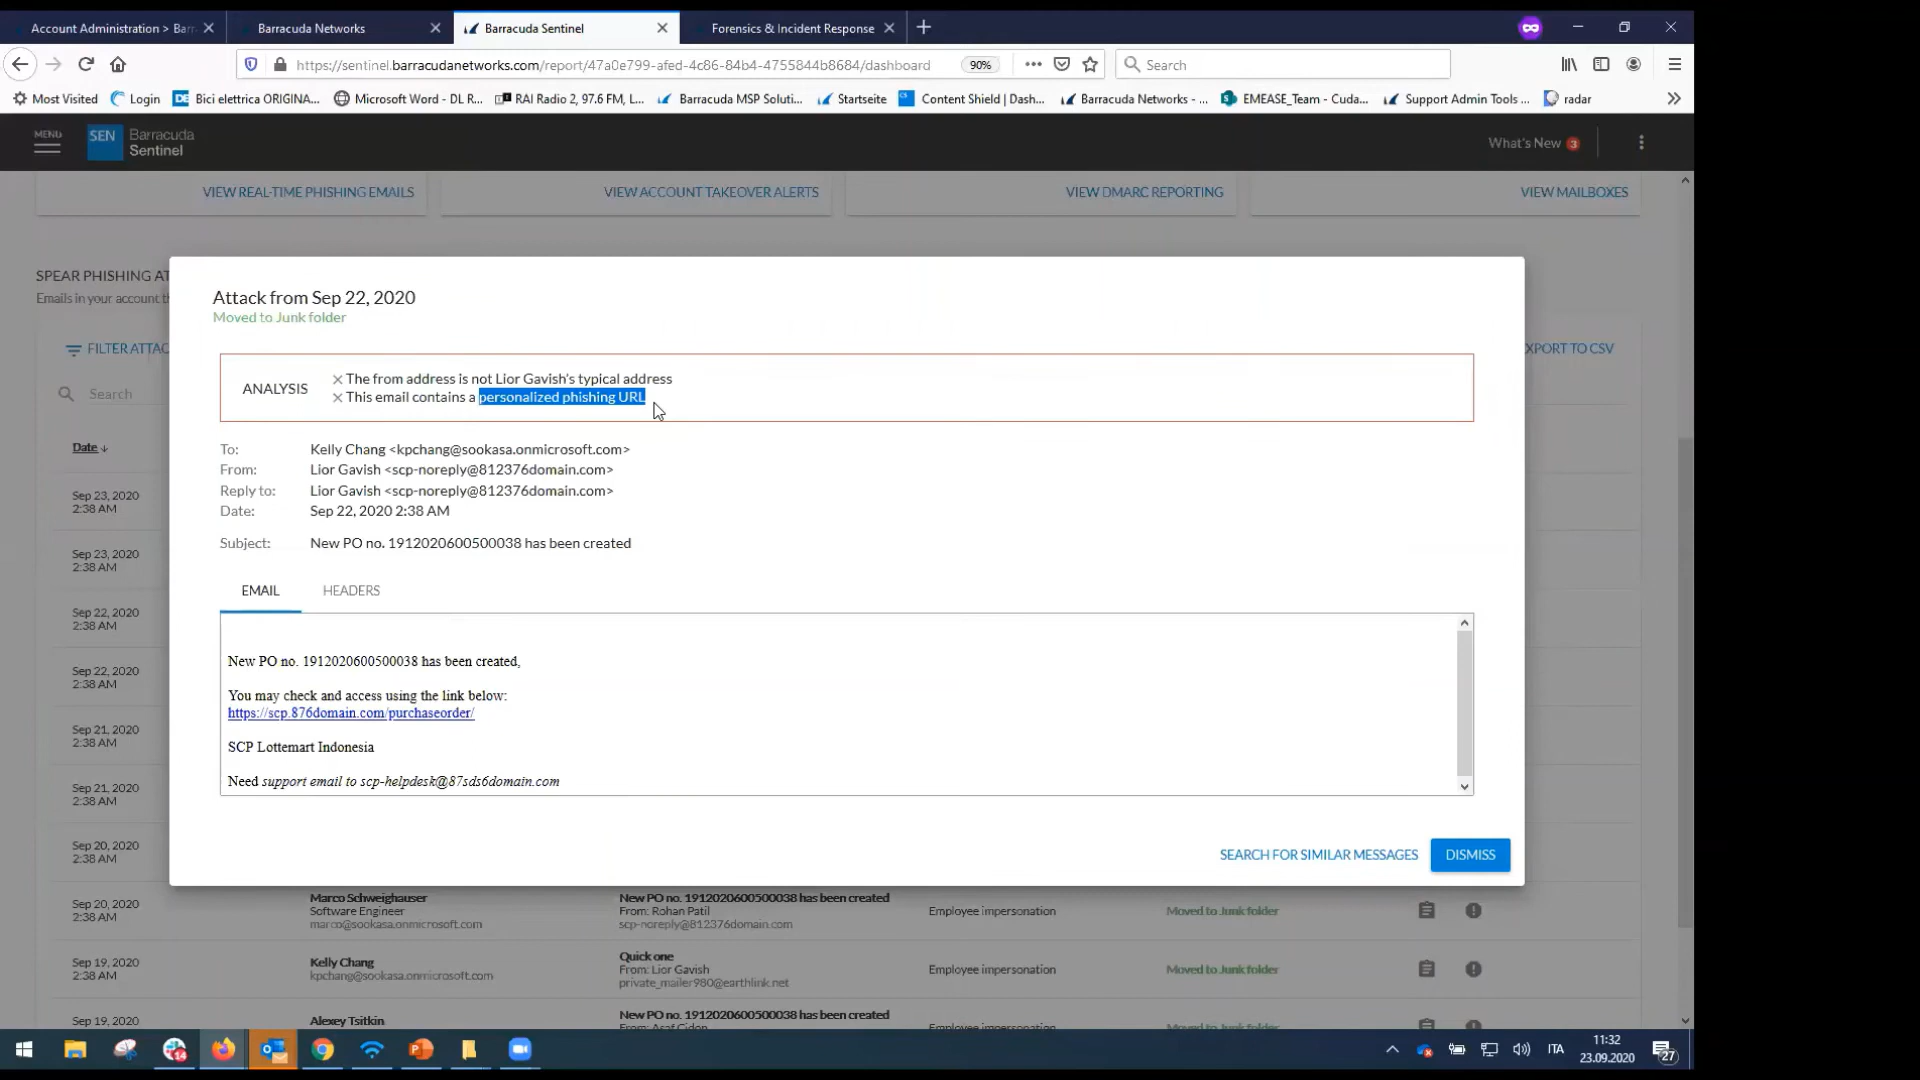 Account Administration > Barr
Barracuda Networks
Barracuda Sentinel
Forensics & Incident Response
https://sentinel.barracudanetworks.com/report/47a0e799-afed-4c86-84b4-4755844b8684/dashboard
90%
Search
Most Visited
Login
Bici elettrica ORIGINA...
Microsoft Word - DL R...
RAI Radio 2, 97.6 FM, L...
Barracuda MSP Soluti...
Startseite
Content Shield | Dash...
Barracuda Networks - ...
EMEASE_Team - Cuda...
Support Admin Tools ...
radar
MENU
SEN
Barracuda
Sentinel
What's New 3
VIEW REAL-TIME PHISHING EMAILS
VIEW ACCOUNT TAKEOVER ALERTS
VIEW DMARC REPORTING
VIEW MAILBOXES
SPEAR PHISHING AT
Emails in your account t
FILTER ATTAC
XPORT TO CSV
Search
Date
Attack from Sep 22, 2020
Moved to Junk folder
ANALYSIS
The from address is not Lior Gavish's typical address
This email contains a personalized phishing URL
To: Kelly Chang <kpchang@sookasa.onmicrosoft.com>
From: Lior Gavish <scp-noreply@812376domain.com>
Reply to: Lior Gavish <scp-noreply@812376domain.com>
Date: Sep 22, 2020 2:38 AM
Subject: New PO no. 1912020600500038 has been created
EMAIL
HEADERS
New PO no. 1912020600500038 has been created,
You may check and access using the link below:
https://scp.876domain.com/purchaseorder/
SCP Lottemart Indonesia
Need support email to scp-helpdesk@87sds6domain.com
SEARCH FOR SIMILAR MESSAGES
DISMISS
Sep 23, 2020
2:38 AM
Sep 23, 2020
2:38 AM
Sep 22, 2020
2:38 AM
Sep 22, 2020
2:38 AM
Sep 21, 2020
2:38 AM
Sep 21, 2020
2:38 AM
Sep 20, 2020
2:38 AM
Sep 20, 2020
2:38 AM
Marco Schweighauser
Software Engineer
marco@sookasa.onmicrosoft.com
New PO no. 1912020600500038 has been created
From: Rohan Patil
scp-noreply@812376domain.com
Employee impersonation
Moved to Junk folder
Sep 19, 2020
2:38 AM
Kelly Chang
kpchang@sookasa.onmicrosoft.com
Quick one
From: Lior Gavish
private_mailer980@earthlink.net
Employee impersonation
Moved to Junk folder
Sep 19, 2020
Alexey Tsitkin
New PO no. 1912020600500038 has been created
From: Asaf Cidon
Employee impersonation
Moved to Junk folder
14
ITA
11:32
23.09.2020
27